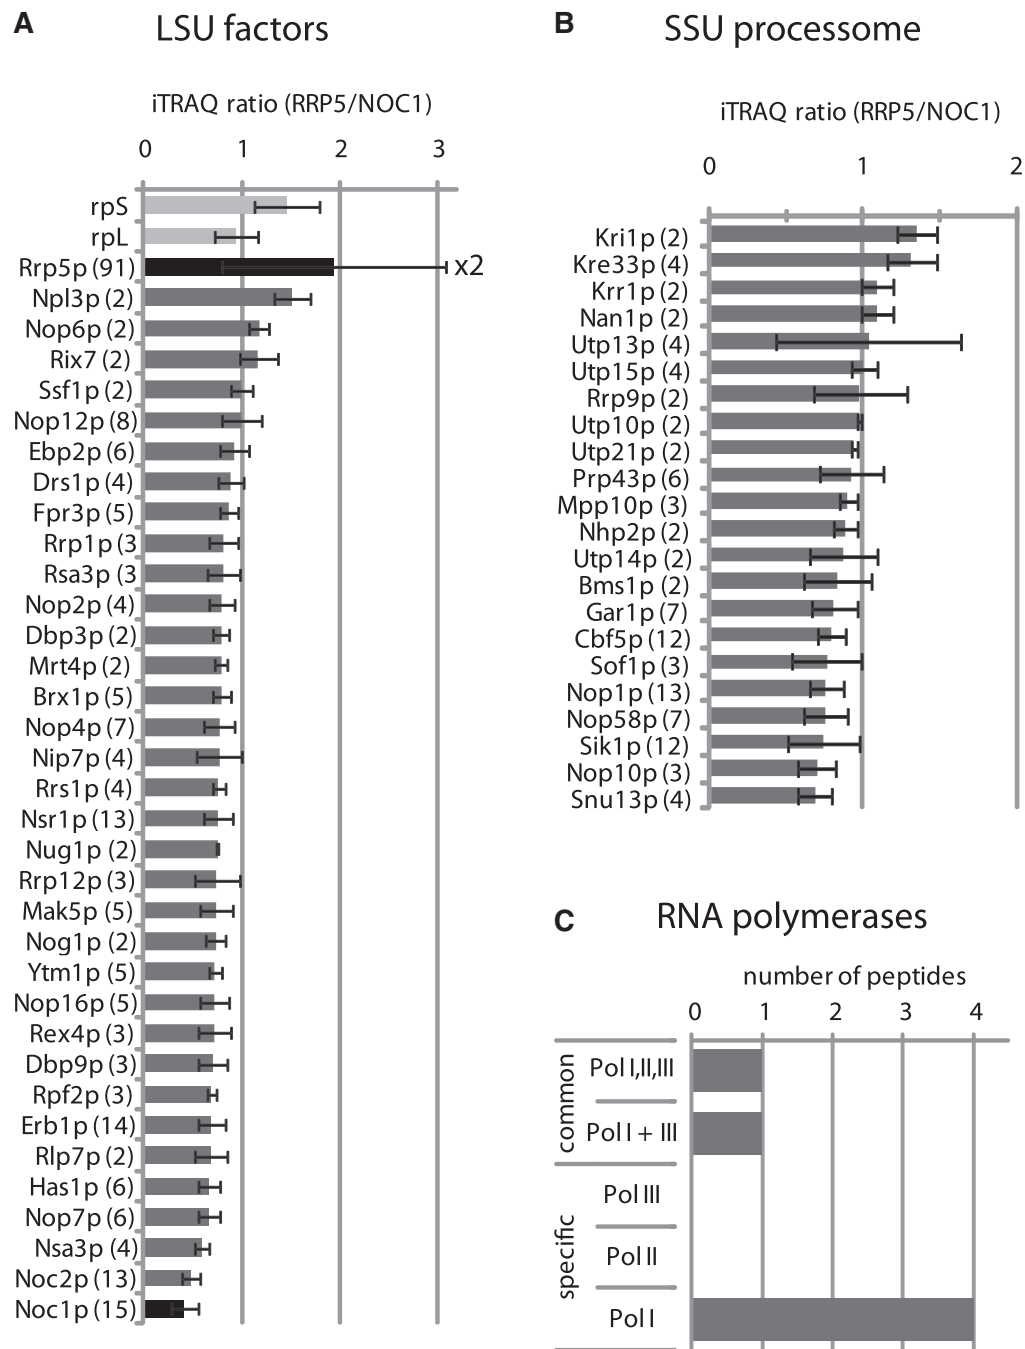 A
LSU factors
iTRAQ ratio (RRP5/NOC1)
0 1 2 3
rpS
rpL
Rrp5p (91) x2
Npl3p (2)
Nop6p (2)
Rix7 (2)
Ssf1p (2)
Nop12p (8)
Ebp2p (6)
Drs1p (4)
Fpr3p (5)
Rrp1p (3
Rsa3p (3
Nop2p (4)
Dbp3p (2)
Mrt4p (2)
Brx1p (5)
Nop4p (7)
Nip7p (4)
Rrs1p (4)
Nsr1p (13)
Nug1p (2)
Rrp12p (3)
Mak5p (5)
Nog1p (2)
Ytm1p (5)
Nop16p (5)
Rex4p (3)
Dbp9p (3)
Rpf2p (3)
Erb1p (14)
Rlp7p (2)
Has1p (6)
Nop7p (6)
Nsa3p (4)
Noc2p (13)
Noc1p (15)
B
SSU processome
iTRAQ ratio (RRP5/NOC1)
0 1 2
Kri1p (2)
Kre33p (4)
Krr1p (2)
Nan1p (2)
Utp13p (4)
Utp15p (4)
Rrp9p (2)
Utp10p (2)
Utp21p (2)
Prp43p (6)
Mpp10p (3)
Nhp2p (2)
Utp14p (2)
Bms1p (2)
Gar1p (7)
Cbf5p (12)
Sof1p (3)
Nop1p (13)
Nop58p (7)
Sik1p (12)
Nop10p (3)
Snu13p (4)
C
RNA polymerases
number of peptides
0 1 2 3 4
common
Pol I,II,III
Pol I + III
specific
Pol III
Pol II
Pol I